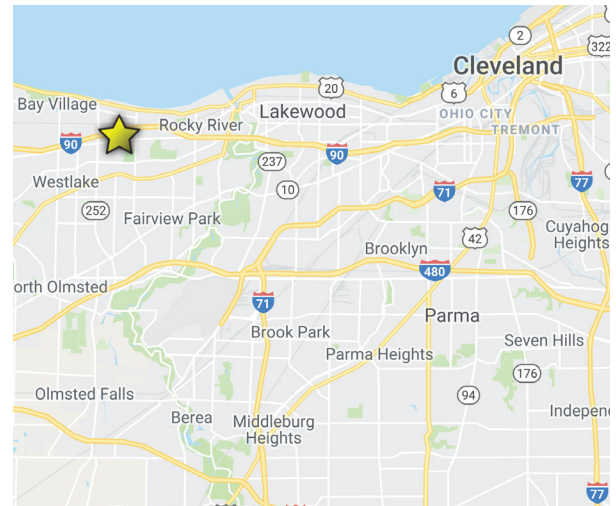 2
322
Cleveland
20
6
Bay Village
Lakewood
OHIO CITY
Rocky River
TREMONT
90
90
237
Westlake
10
71
77
252
176
Fairview Park
42
Cuyahog
Heights
Brooklyn
480
orth Olmsted
71
Parma
Brook Park
Seven Hills
Parma Heights
176
Olmsted Falls
94
Berea
Middleburg
Heights
Indepen
77